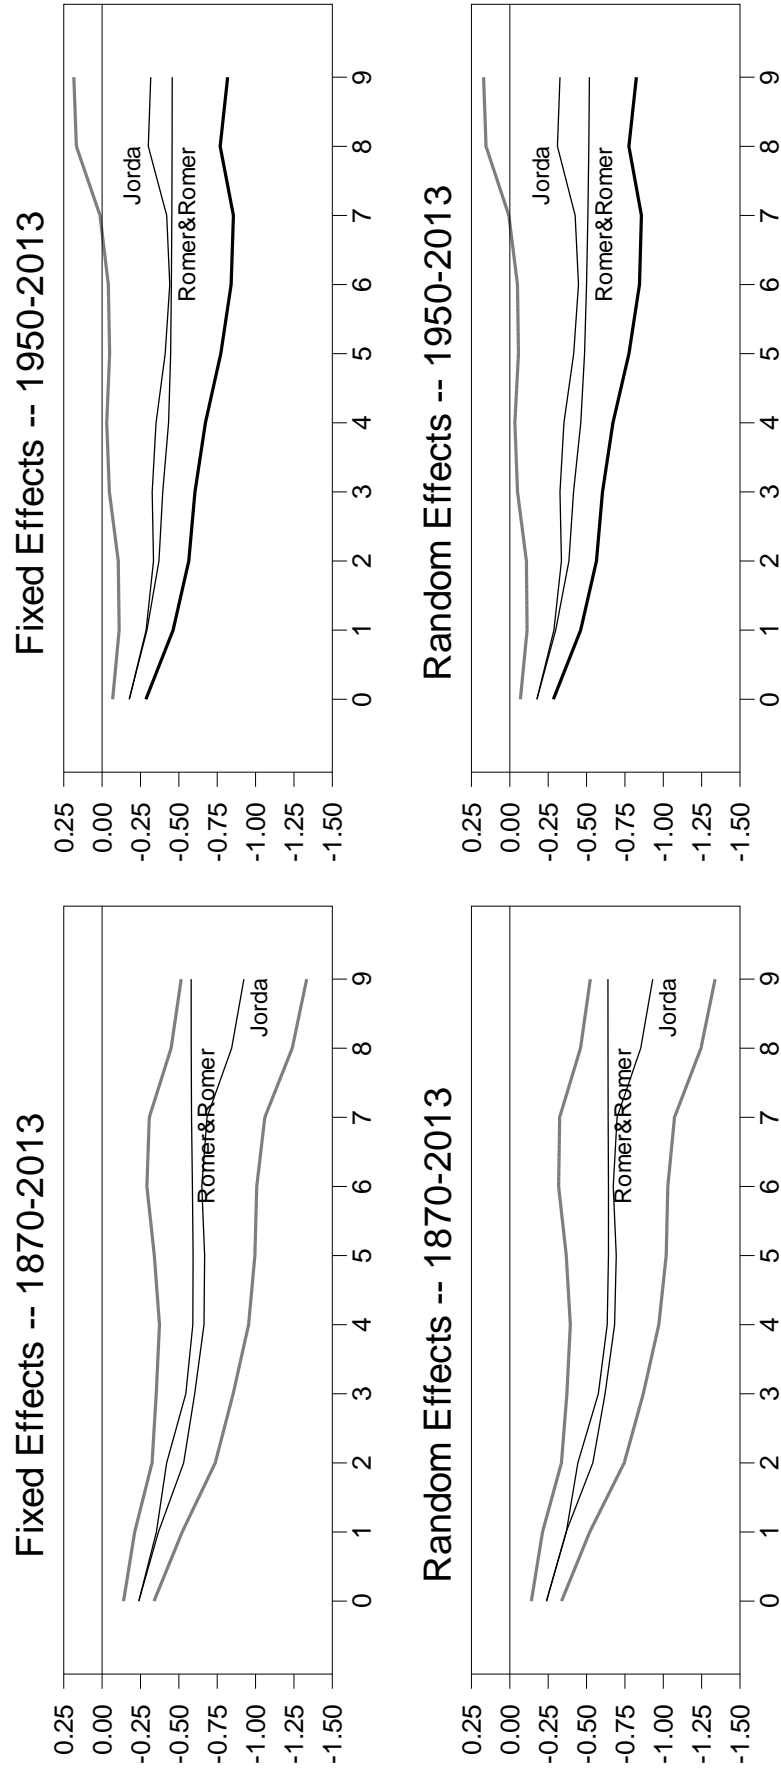 Fixed Effects -- 1870-2013
0.25
0.00
-0.25
-0.50
-0.75
-1.00
-1.25
-1.50
Romer&Romer
Jorda
0 1 2 3 4 5 6 7 8 9
Fixed Effects -- 1950-2013
0.25
0.00
-0.25
-0.50
-0.75
-1.00
-1.25
-1.50
Jorda
Romer&Romer
0 1 2 3 4 5 6 7 8 9
Random Effects -- 1870-2013
0.25
0.00
-0.25
-0.50
-0.75
-1.00
-1.25
-1.50
Romer&Romer
Jorda
0 1 2 3 4 5 6 7 8 9
Random Effects -- 1950-2013
0.25
0.00
-0.25
-0.50
-0.75
-1.00
-1.25
-1.50
Jorda
Romer&Romer
0 1 2 3 4 5 6 7 8 9